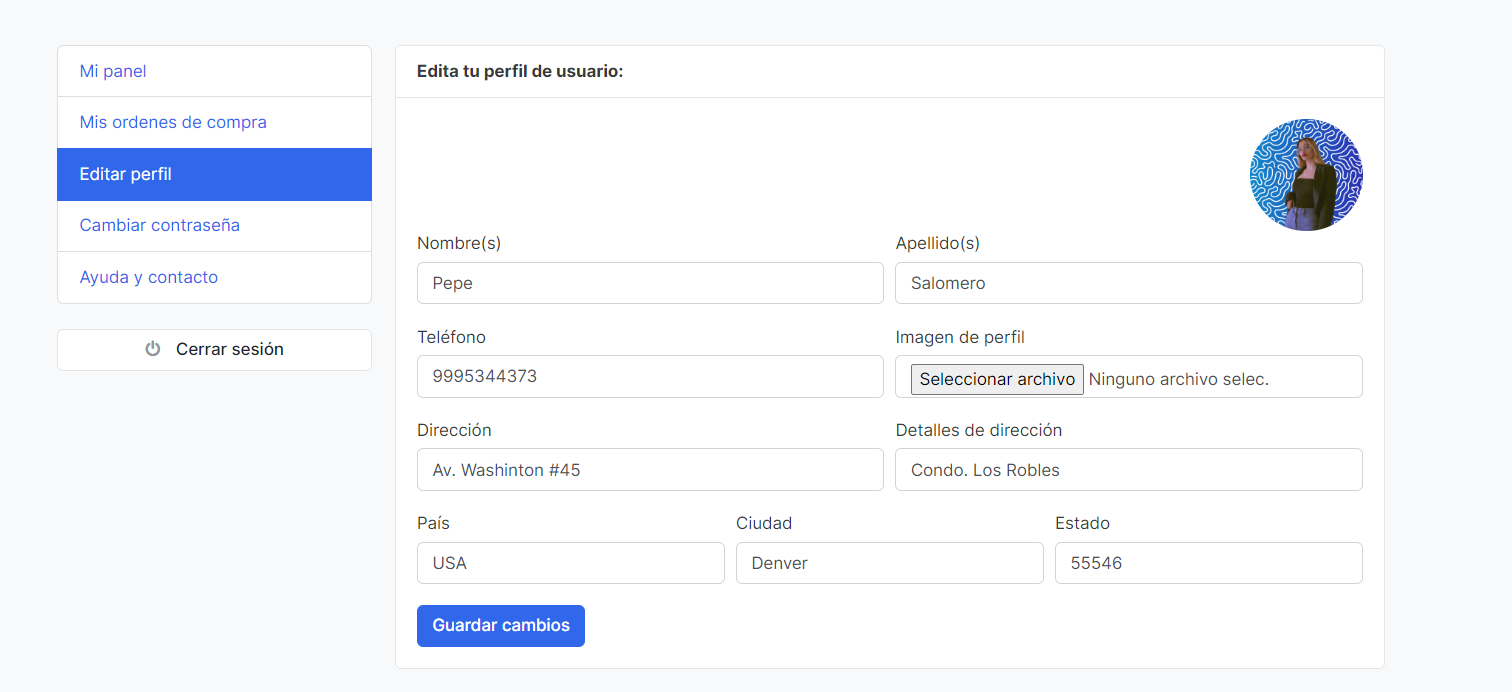 Mi panel
Mis ordenes de compra
Editar perfil
Cambiar contraseña
Ayuda y contacto
Cerrar sesión
Edita tu perfil de usuario:
Nombre(s)
Apellido(s)
Pepe
Salomero
Teléfono
Imagen de perfil
9995344373
Seleccionar archivo Ninguno archivo selec.
Dirección
Detalles de dirección
Av. Washinton #45
Condo. Los Robles
País
Ciudad
Estado
USA
Denver
55546
Guardar cambios